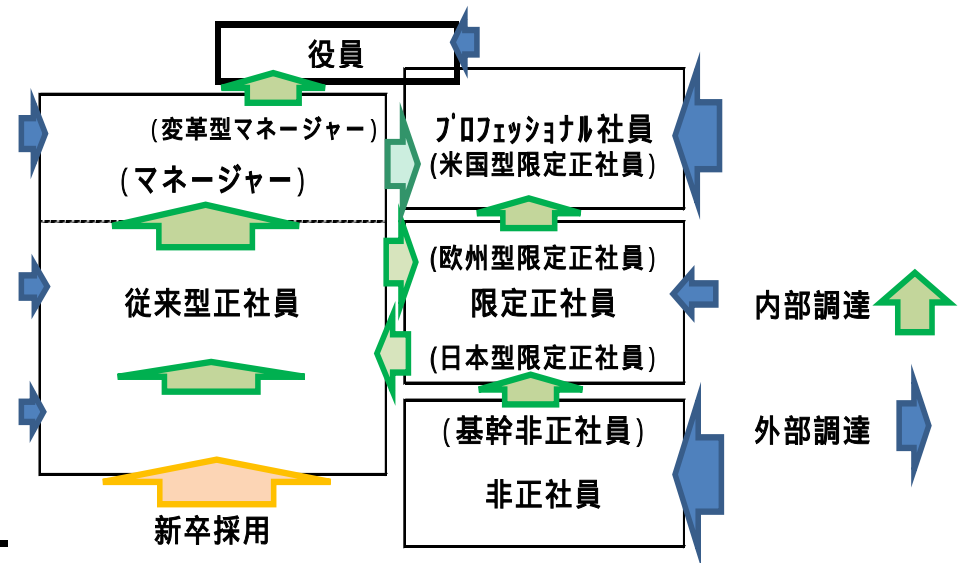 役員
(変革型マネージャー)
(マネージャー)
従来型正社員
新卒採用
プロフェッショナル社員
(米国型限定正社員)
(欧州型限定正社員)
限定正社員
(日本型限定正社員)
(基幹非正社員)
非正社員
内部調達
外部調達